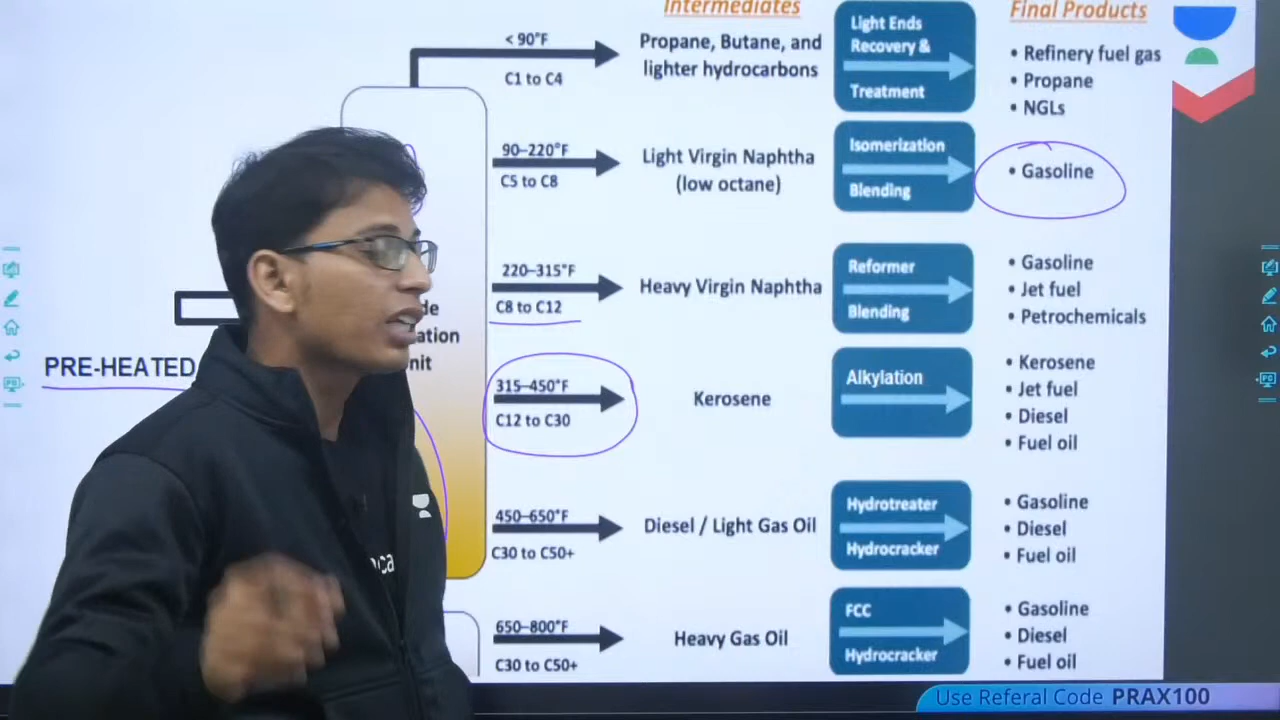 Intermediates
Final Products
< 90°F
C1 to C4
Propane, Butane, and
lighter hydrocarbons
Light Ends
Recovery &
Treatment
• Refinery fuel gas
• Propane
• NGLs
90–220°F
C5 to C8
Light Virgin Naphtha
(low octane)
Isomerization
Blending
• Gasoline
220–315°F
C8 to C12
Heavy Virgin Naphtha
Reformer
Blending
• Gasoline
• Jet fuel
• Petrochemicals
PRE-HEATED
315–450°F
C12 to C30
Kerosene
Alkylation
• Kerosene
• Jet fuel
• Diesel
• Fuel oil
450–650°F
C30 to C50+
Diesel / Light Gas Oil
Hydrotreater
Hydrocracker
• Gasoline
• Diesel
• Fuel oil
650–800°F
C30 to C50+
Heavy Gas Oil
FCC
Hydrocracker
• Gasoline
• Diesel
• Fuel oil
Use Referal Code PRAX100